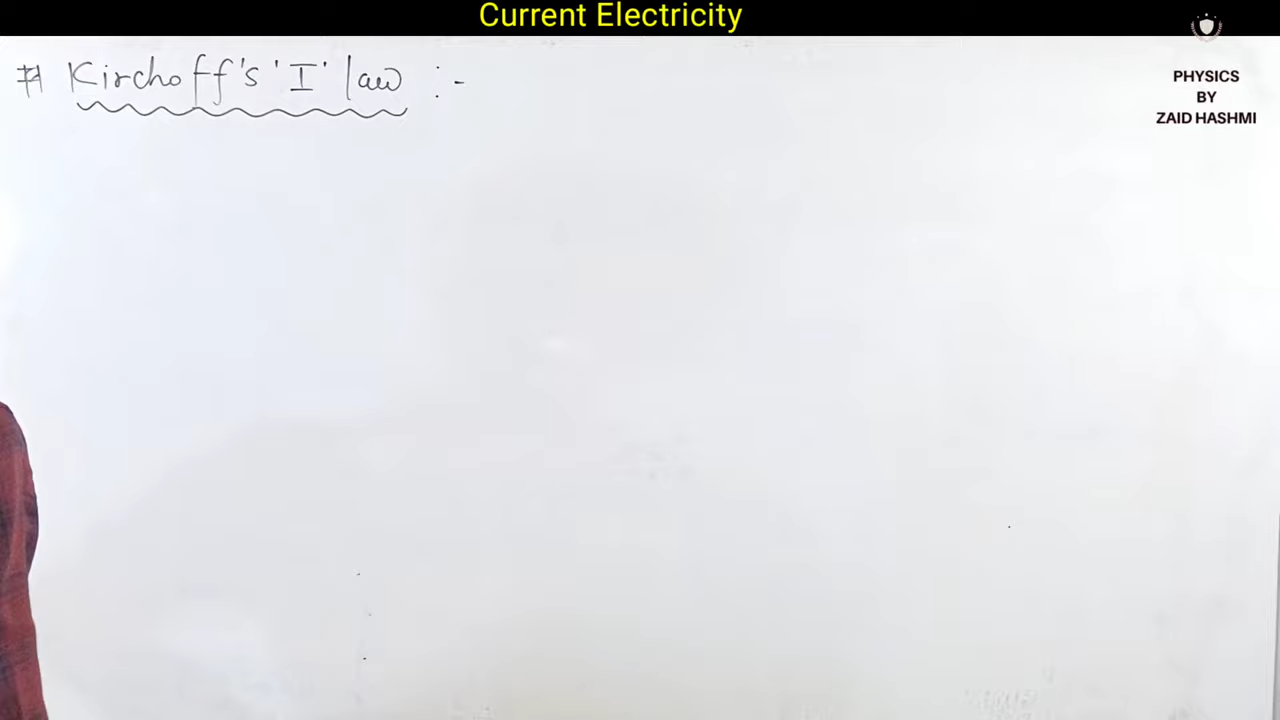 Current Electricity
# Kirchoff's 'I' law :-
PHYSICS
BY
ZAID HASHMI